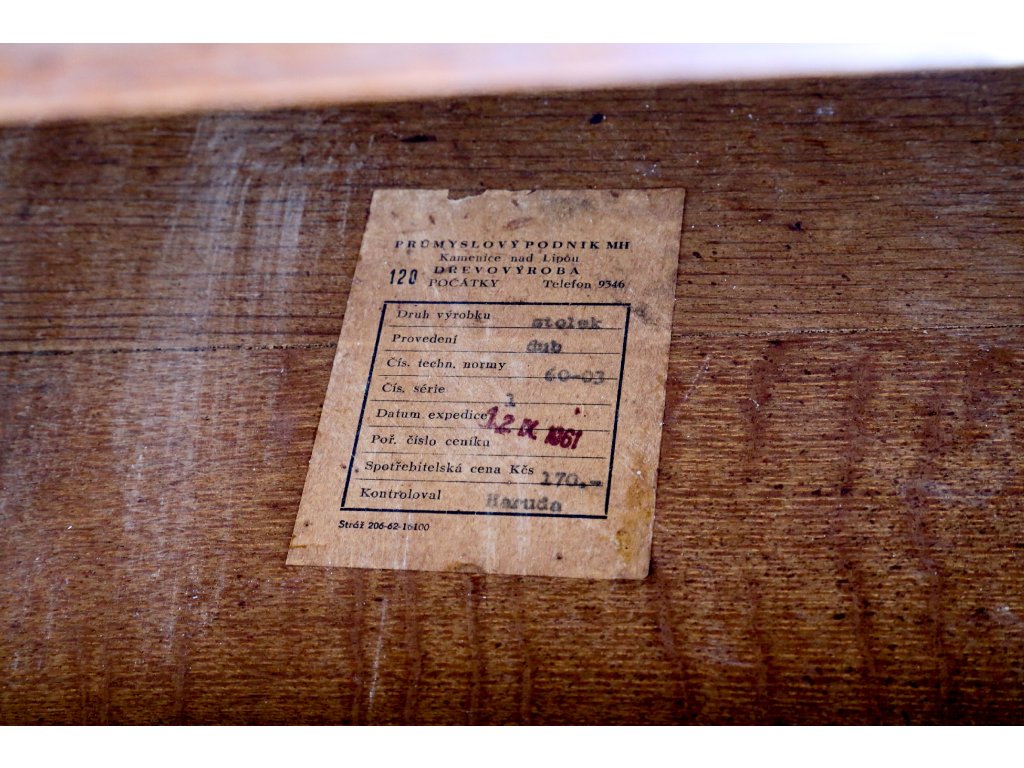 PRŮMYSLOVÝ PODNIK MH
Kamenice nad Lipou
120 DŘEVOVÝROBA
POČÁTKY Telefon 9346
Druh výrobku stolek
Provedení dub
Čís. techn. normy 60-03
Čís. série 1
Datum expedice 12 IX 1961
Poř. číslo ceníku
Spotřebitelská cena Kčs 170,-
Kontroloval Haruda
Stráž 206-62-16100